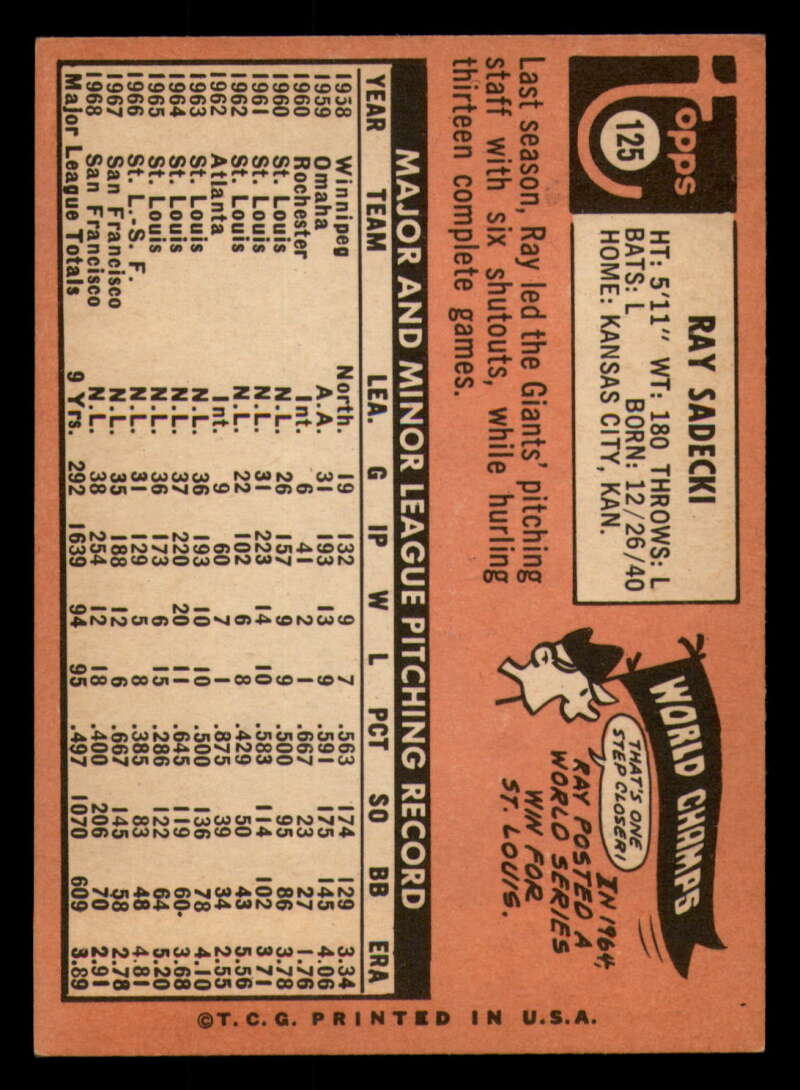 Topps
125
RAY SADECKI
HT: 5'11" WT: 180 THROWS: L
BATS: L BORN: 12/26/40
HOME: KANSAS CITY, KAN.
Last season, Ray led the Giants' pitching
staff with six shutouts, while hurling
thirteen complete games.
WORLD CHAMPS
THAT'S ONE
STEP CLOSER!
IN 1964,
RAY POSTED A
WORLD SERIES
WIN FOR
ST. LOUIS.
MAJOR AND MINOR LEAGUE PITCHING RECORD
YEAR TEAM LEA. G IP W L PCT SO BB ERA
1958 Winnipeg North. 19 132 9 7 .563 174 129 3.34
1959 Omaha A.A. 31 193 13 9 .591 175 145 4.06
1960 Rochester Int. 6 41 2 1 .667 23 27 1.76
1960 St. Louis N.L. 26 157 9 9 .500 95 86 3.78
1961 St. Louis N.L. 31 223 14 10 .583 114 102 3.71
1962 St. Louis N.L. 22 102 6 8 .429 50 43 5.56
1962 Atlanta Int. 9 60 7 1 .875 39 34 2.55
1963 St. Louis N.L. 36 193 10 10 .500 136 78 4.10
1964 St. Louis N.L. 37 220 20 11 .645 119 60 3.68
1965 St. Louis N.L. 36 173 6 15 .286 122 64 5.20
1966 St. L.-S. F. N.L. 31 129 5 8 .385 83 48 4.81
1967 San Francisco N.L. 35 188 12 6 .667 145 58 2.78
1968 San Francisco N.L. 38 254 12 18 .400 206 70 2.91
Major League Totals 9 Yrs. 292 1639 94 95 .497 1070 609 3.89
©T.C.G. PRINTED IN U.S.A.